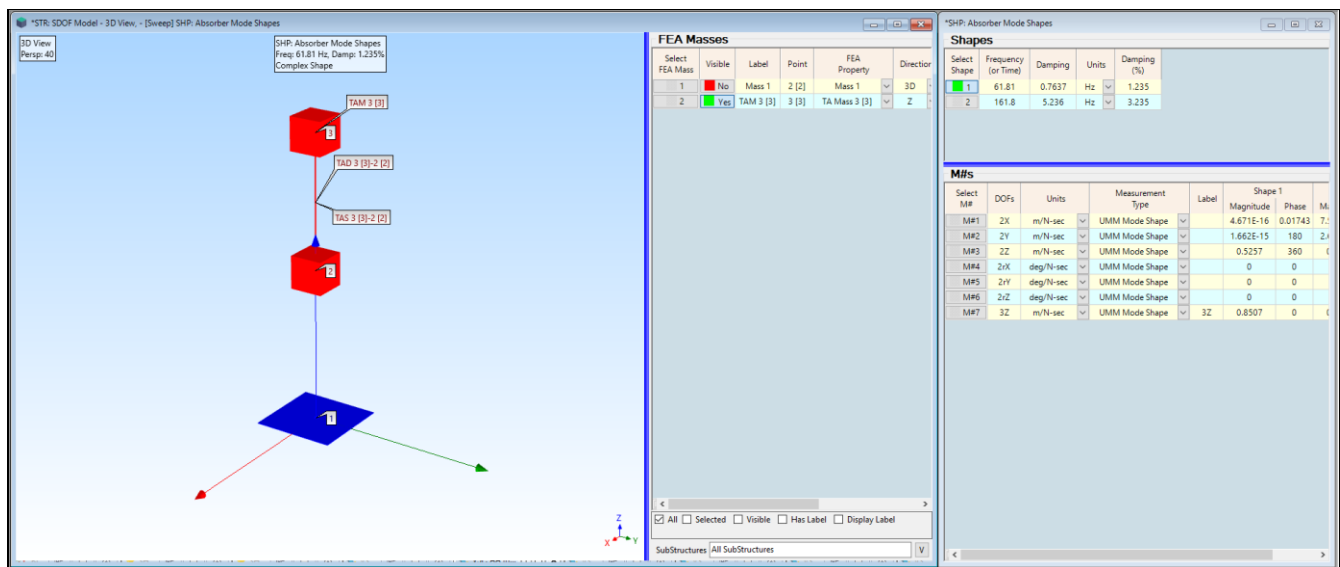 *STR: SDOF Model - 3D View, - [Sweep] SHP: Absorber Mode Shapes
3D View
Persp: 40
SHP: Absorber Mode Shapes
Freq: 61.81 Hz, Damp: 1.235%
Complex Shape
TAM 3 [3]
3
TAD 3 [3]-2 [2]
TAS 3 [3]-2 [2]
2
1
Z
X
Y
FEA Masses
Select FEA Mass Visible Label Point FEA Property Direction
1 No Mass 1 2 [2] Mass 1 3D
2 Yes TAM 3 [3] 3 [3] TA Mass 3 [3] Z
All Selected Visible Has Label Display Label
SubStructures All SubStructures V
*SHP: Absorber Mode Shapes
Shapes
Select Shape Frequency (or Time) Damping Units Damping (%)
1 61.81 0.7637 Hz 1.235
2 161.8 5.236 Hz 3.235
M#s
Select M# DOFs Units Measurement Type Label Shape 1
Magnitude Phase
M#1 2X m/N-sec UMM Mode Shape 4.671E-16 0.01743
M#2 2Y m/N-sec UMM Mode Shape 1.662E-15 180
M#3 2Z m/N-sec UMM Mode Shape 0.5257 360
M#4 2rX deg/N-sec UMM Mode Shape 0 0
M#5 2rY deg/N-sec UMM Mode Shape 0 0
M#6 2rZ deg/N-sec UMM Mode Shape 0 0
M#7 3Z m/N-sec UMM Mode Shape 3Z 0.8507 0